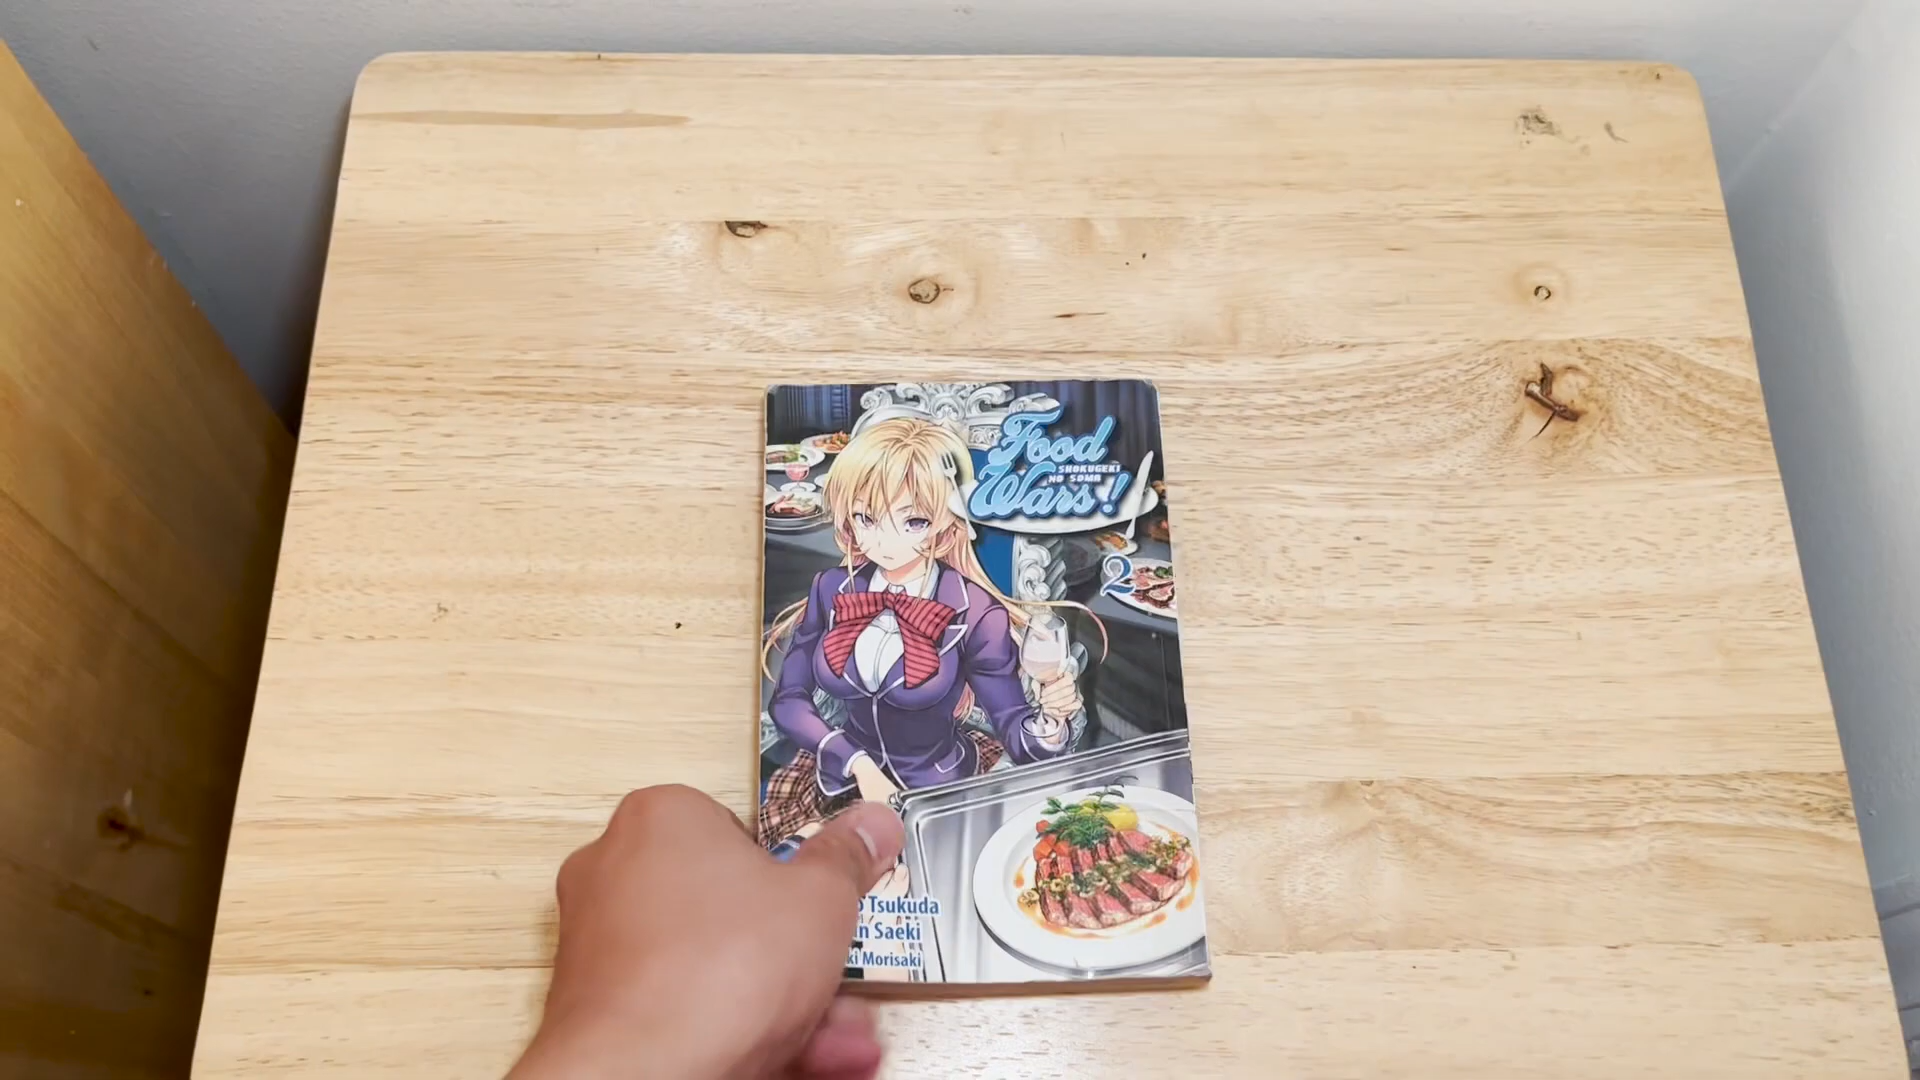 Food
SHOKUGEKI
NO SOMA
Wars!
2
Tsukuda
Saeki
Morisaki